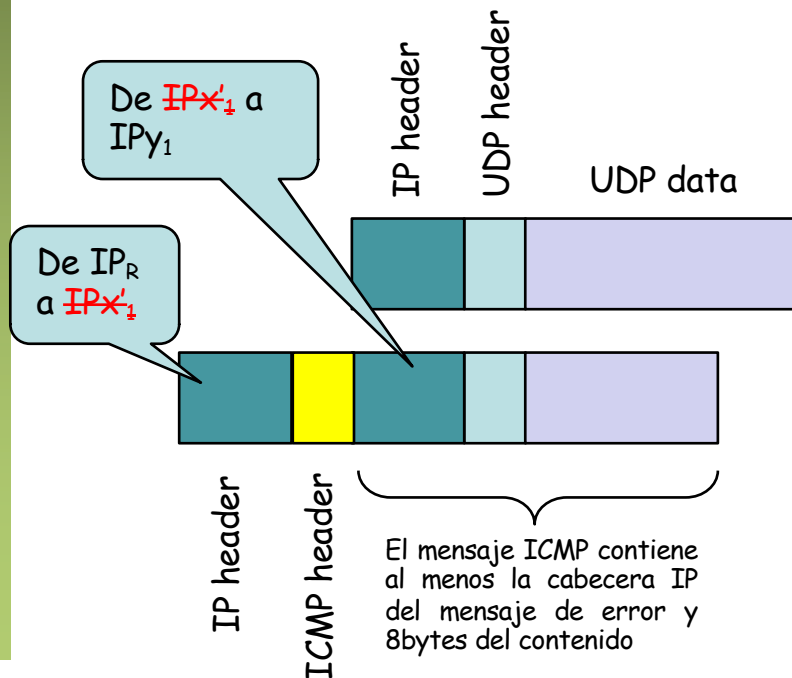 De IPx'₁ a
IPy₁
IP header
UDP header
UDP data
De IP_R
a IPx'₁
IP header
ICMP header
El mensaje ICMP contiene
al menos la cabecera IP
del mensaje de error y
8bytes del contenido